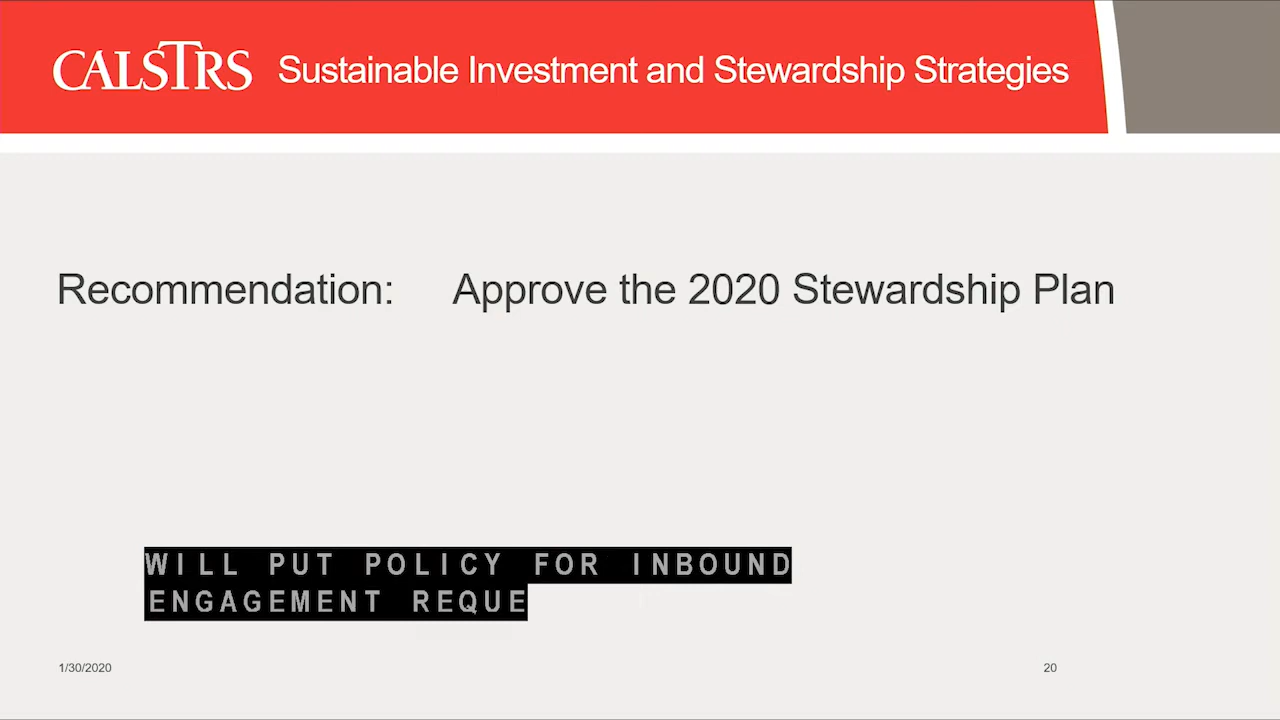 CALSTRS Sustainable Investment and Stewardship Strategies
Recommendation: Approve the 2020 Stewardship Plan
WILL PUT POLICY FOR INBOUND
ENGAGEMENT REQUE
1/30/2020 20